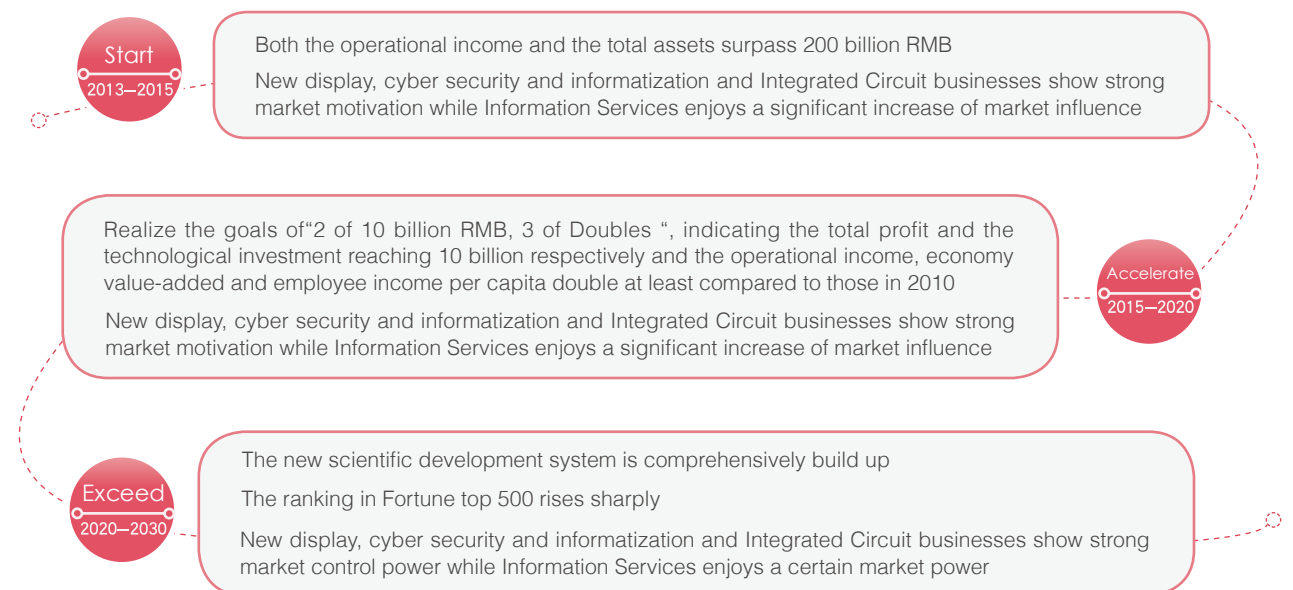 Start
2013—2015
Both the operational income and the total assets surpass 200 billion RMB
New display, cyber security and informatization and Integrated Circuit businesses show strong
market motivation while Information Services enjoys a significant increase of market influence
Realize the goals of“2 of 10 billion RMB, 3 of Doubles “, indicating the total profit and the
technological investment reaching 10 billion respectively and the operational income, economy
value-added and employee income per capita double at least compared to those in 2010
New display, cyber security and informatization and Integrated Circuit businesses show strong
market motivation while Information Services enjoys a significant increase of market influence
Accelerate
2015—2020
Exceed
2020—2030
The new scientific development system is comprehensively build up
The ranking in Fortune top 500 rises sharply
New display, cyber security and informatization and Integrated Circuit businesses show strong
market control power while Information Services enjoys a certain market power